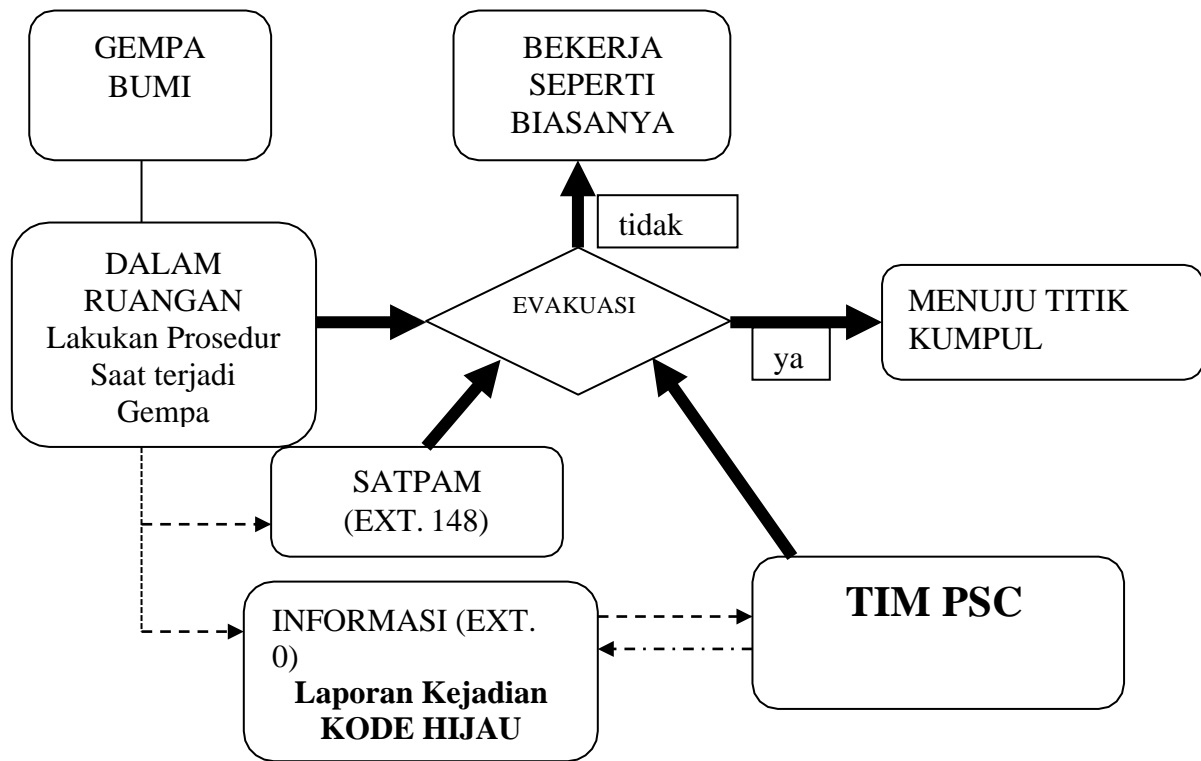 GEMPA
BUMI
BEKERJA
SEPERTI
BIASANYA
tidak
DALAM
RUANGAN
Lakukan Prosedur
Saat terjadi
Gempa
EVAKUASI
ya
MENUJU TITIK
KUMPUL
SATPAM
(EXT. 148)
INFORMASI (EXT.
0)
Laporan Kejadian
KODE HIJAU
TIM PSC